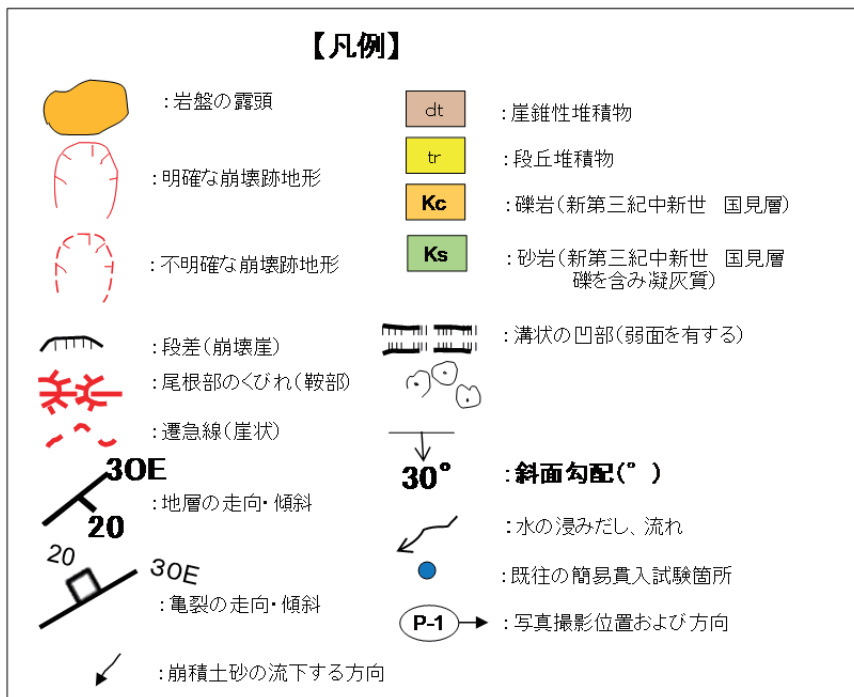 【凡例】
：岩盤の露頭
：明確な崩壊跡地形
：不明確な崩壊跡地形
：段差(崩壊崖)
：尾根部のくびれ(鞍部)
：遷急線(崖状)
30E
20
：地層の走向・傾斜
20
30E
：亀裂の走向・傾斜
：崩積土砂の流下する方向
dt ：崖錐性堆積物
tr ：段丘堆積物
Kc ：礫岩(新第三紀中新世　国見層)
Ks ：砂岩(新第三紀中新世　国見層
礫を含み凝灰質)
：溝状の凹部(弱面を有する)
30° ：斜面勾配(°)
：水の浸みだし、流れ
：既往の簡易貫入試験箇所
P-1 ：写真撮影位置および方向